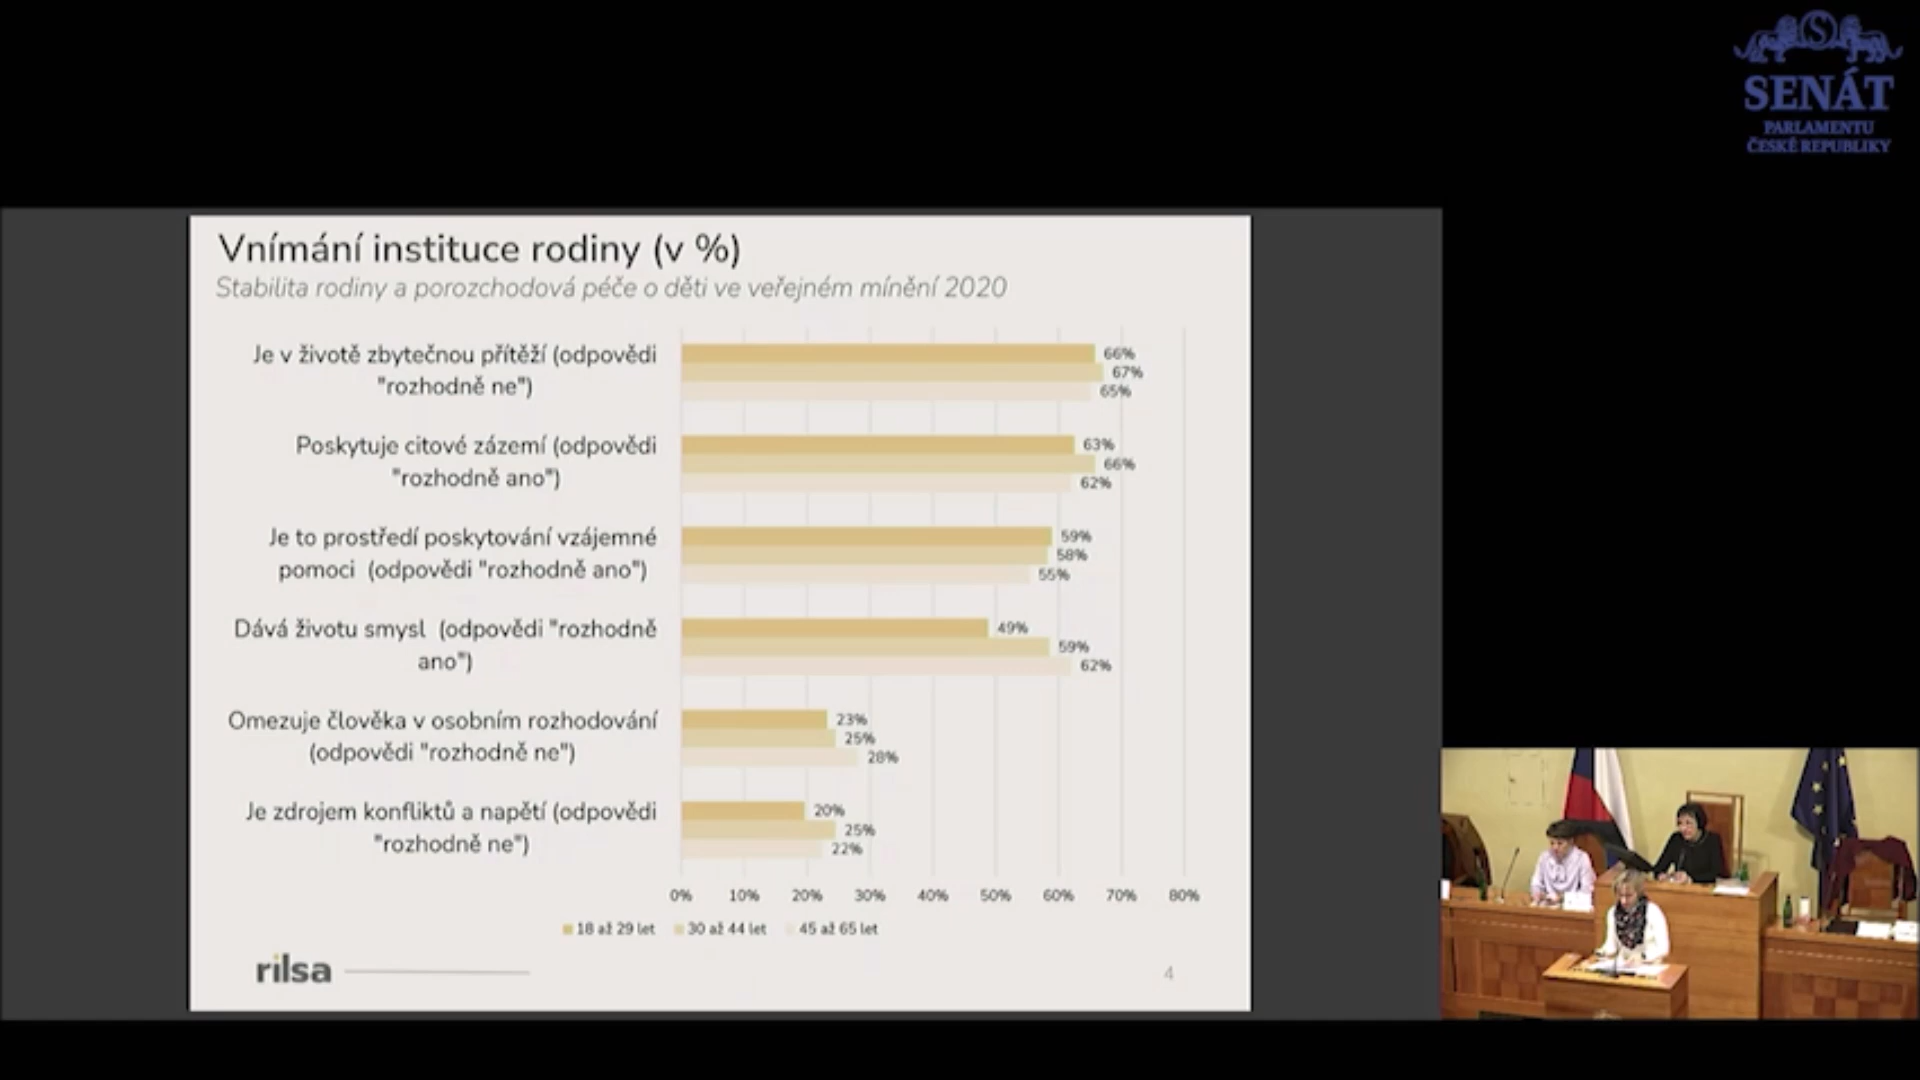 SENÁT
PARLAMENTU
ČESKÉ REPUBLIKY
Vnímání instituce rodiny (v %)
Stabilita rodiny a porozchodová péče o děti ve veřejném mínění 2020
Je v životě zbytečnou přítěží (odpovědi
"rozhodně ne")
66%
67%
65%
Poskytuje citové zázemí (odpovědi
"rozhodně ano")
63%
66%
62%
Je to prostředí poskytování vzájemné
pomoci (odpovědi "rozhodně ano")
59%
58%
55%
Dává životu smysl (odpovědi "rozhodně
ano")
49%
59%
62%
Omezuje člověka v osobním rozhodování
(odpovědi "rozhodně ne")
23%
25%
28%
Je zdrojem konfliktů a napětí (odpovědi
"rozhodně ne")
20%
25%
22%
0% 10% 20% 30% 40% 50% 60% 70% 80%
18 až 29 let 30 až 44 let 45 až 65 let
rilsa
4